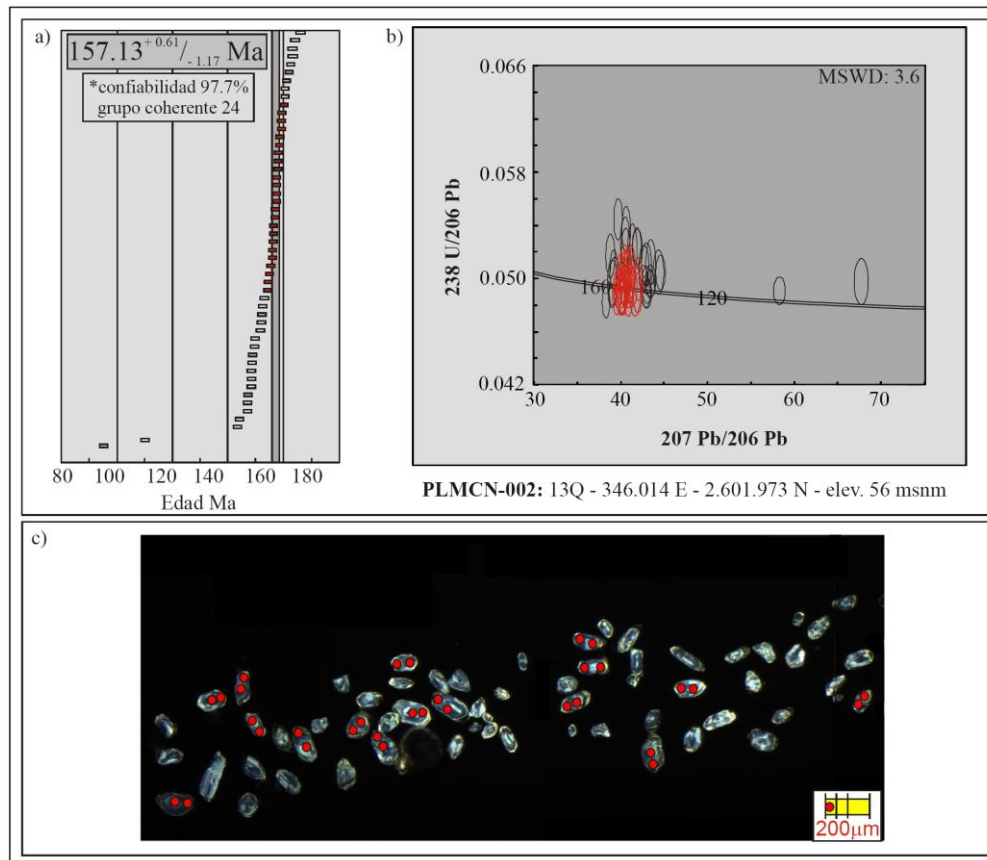 a)
157.13 + 0.61/- 1.17 Ma
*confiabilidad 97.7%
grupo coherente 24
80 100 120 140 160 180
Edad Ma
b)
MSWD: 3.6
0.066
0.058
0.050
0.042
238 U/206 Pb
160
120
30 40 50 60 70
207 Pb/206 Pb
PLMCN-002: 13Q - 346.014 E - 2.601.973 N - elev. 56 msnm
c)
200µm